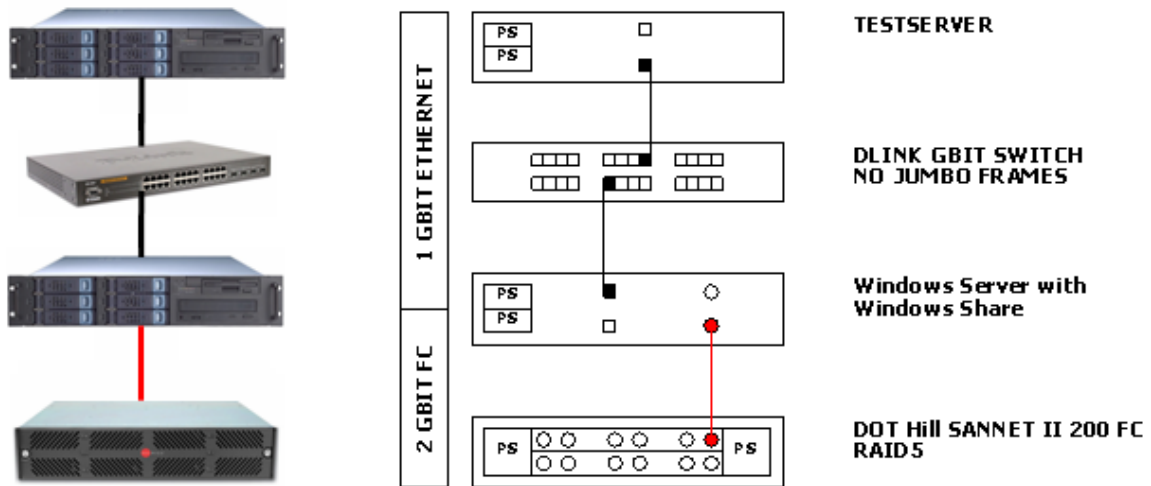 PS
PS
TESTSERVER
1 GBIT ETHERNET
DLINK GBIT SWITCH
NO JUMBO FRAMES
PS
PS
Windows Server with
Windows Share
2 GBIT FC
PS
PS
DOT Hill SANNET II 200 FC
RAID5